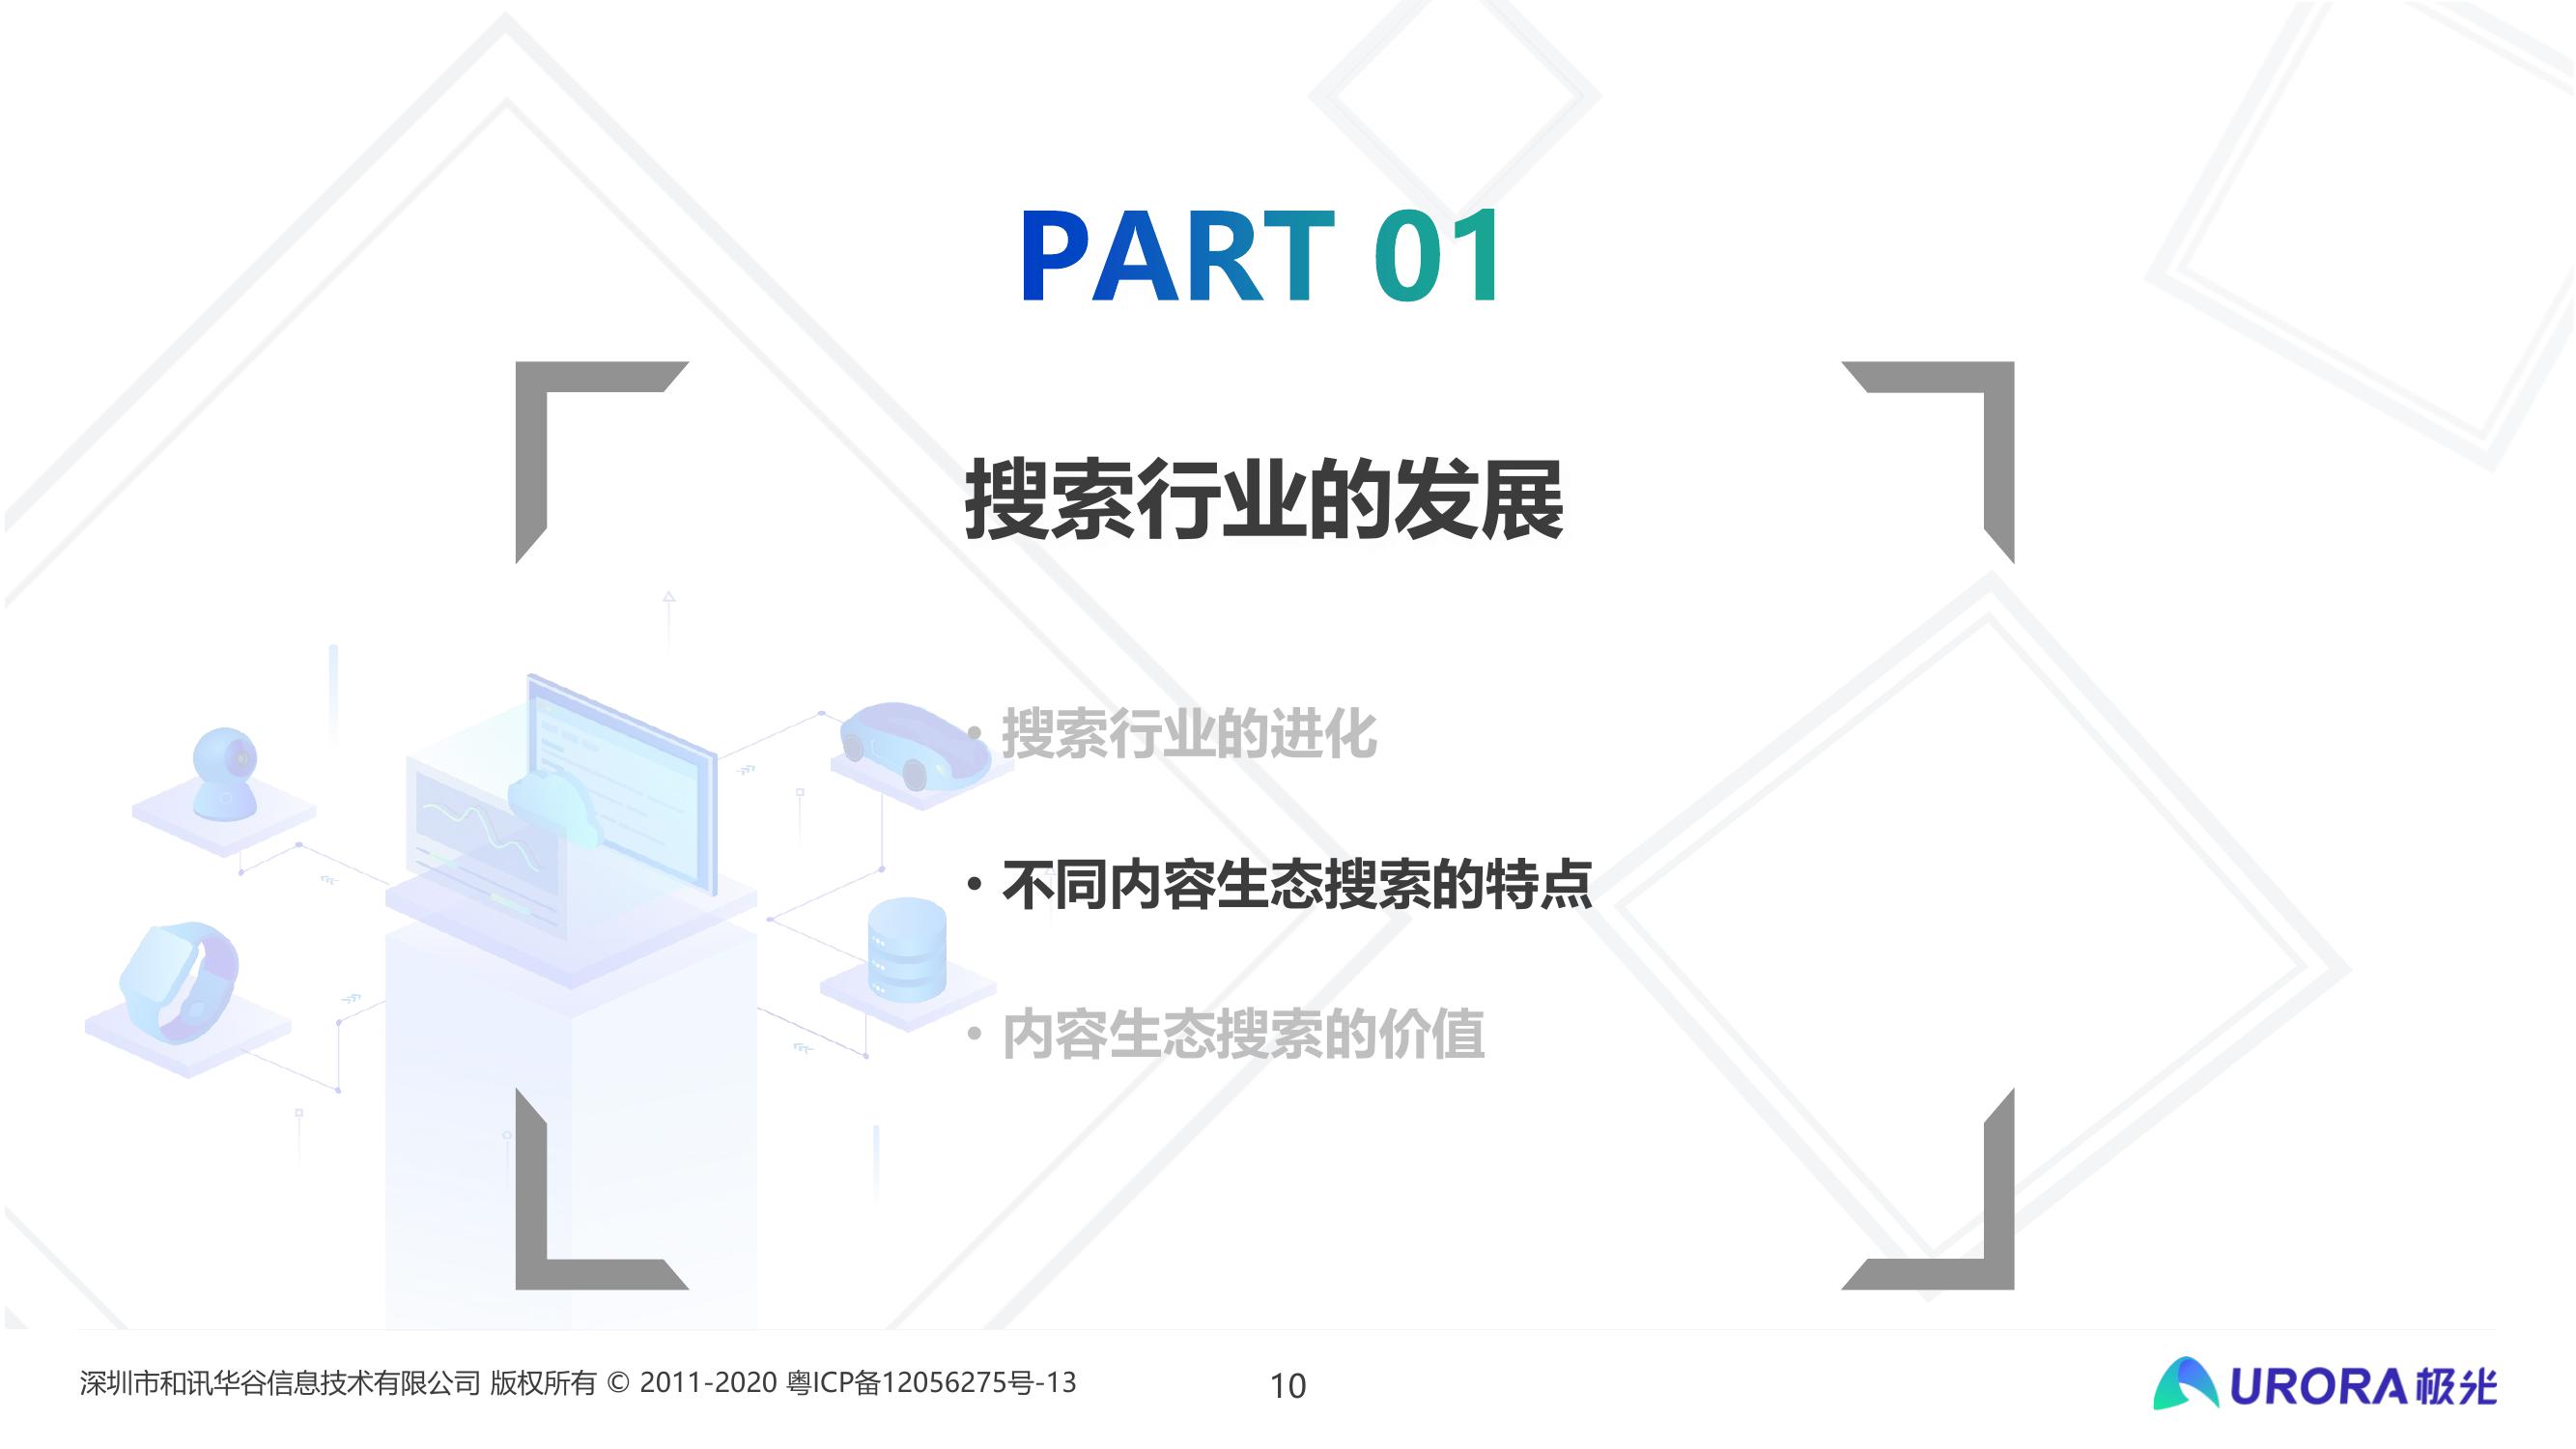 PART 01
搜索行业的发展
• 搜索行业的进化
• 不同内容生态搜索的特点
• 内容生态搜索的价值
深圳市和讯华谷信息技术有限公司 版权所有 © 2011-2020 粤ICP备12056275号-13
10
URORA极光